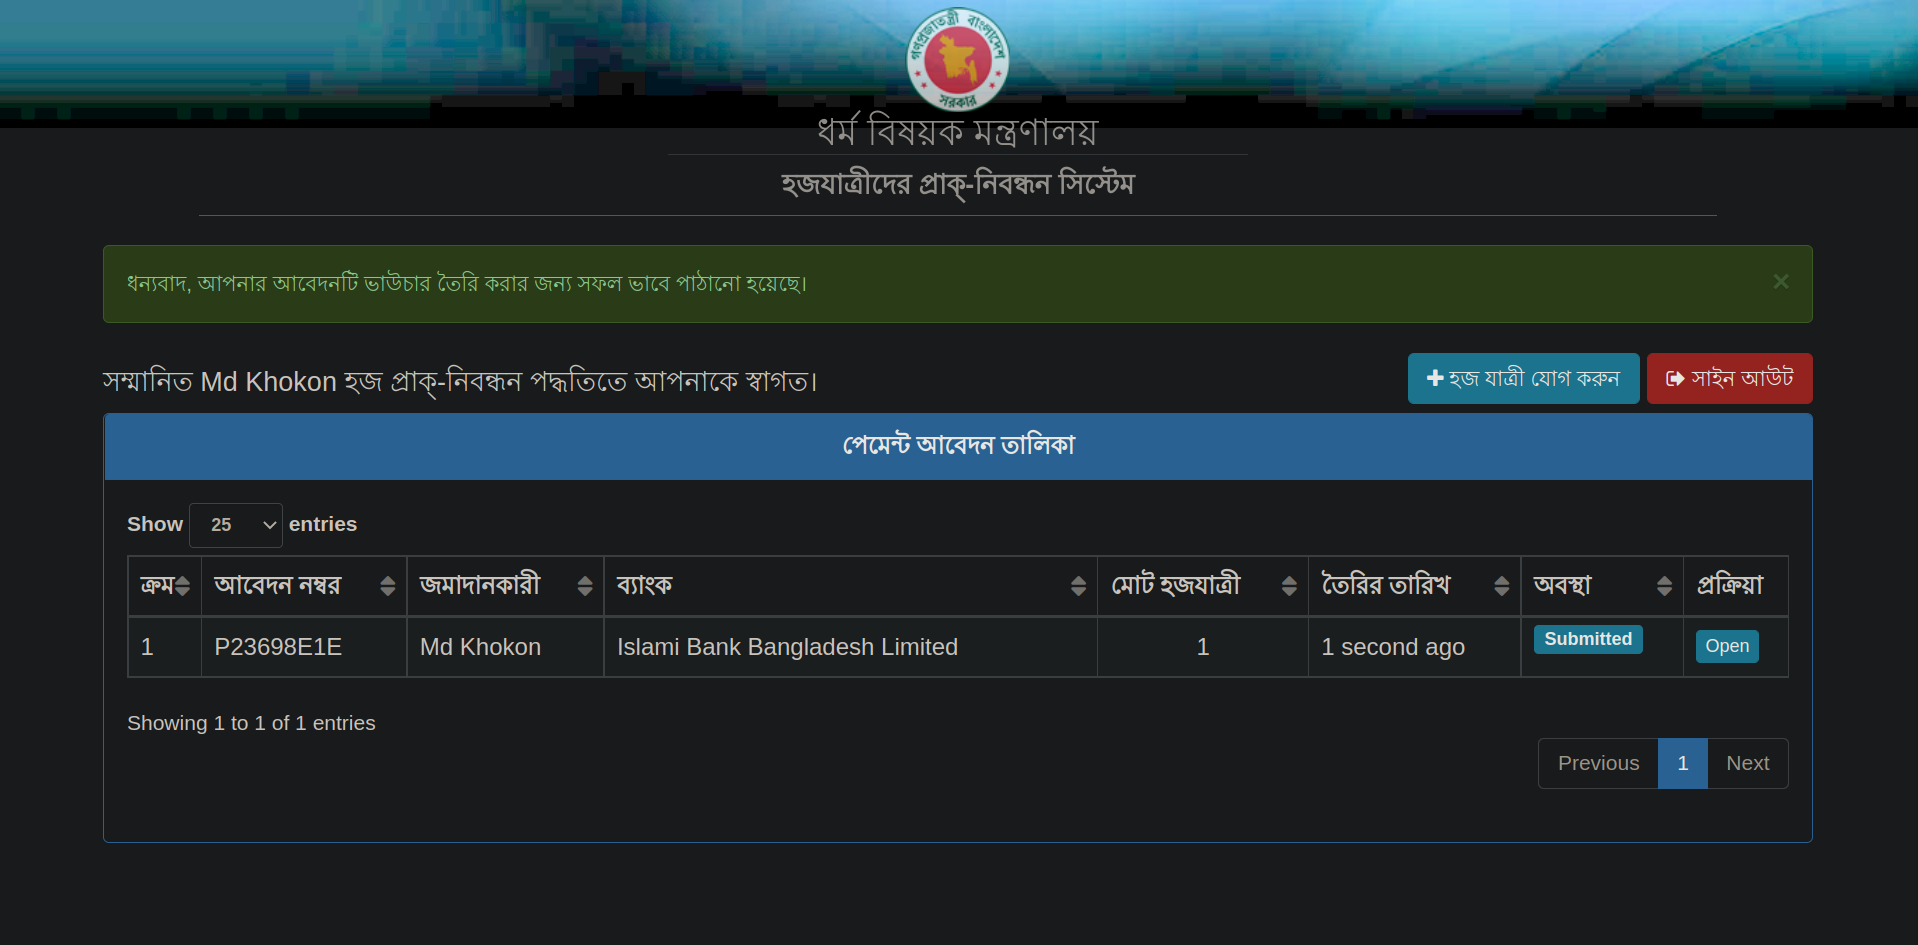 গণপ্রজাতন্ত্রী বাংলাদেশ
সরকার
ধর্ম বিষয়ক মন্ত্রণালয়
হজযাত্রীদের প্রাক্-নিবন্ধন সিস্টেম
ধন্যবাদ, আপনার আবেদনটি ভাউচার তৈরি করার জন্য সফল ভাবে পাঠানো হয়েছে। ×
সম্মানিত Md Khokon হজ প্রাক্-নিবন্ধন পদ্ধতিতে আপনাকে স্বাগত। হজ যাত্রী যোগ করুন সাইন আউট
পেমেন্ট আবেদন তালিকা
Show 25 entries
ক্রম আবেদন নম্বর জমাদানকারী ব্যাংক মোট হজযাত্রী তৈরির তারিখ অবস্থা প্রক্রিয়া
1 P23698E1E Md Khokon Islami Bank Bangladesh Limited 1 1 second ago Submitted Open
Showing 1 to 1 of 1 entries
Previous 1 Next